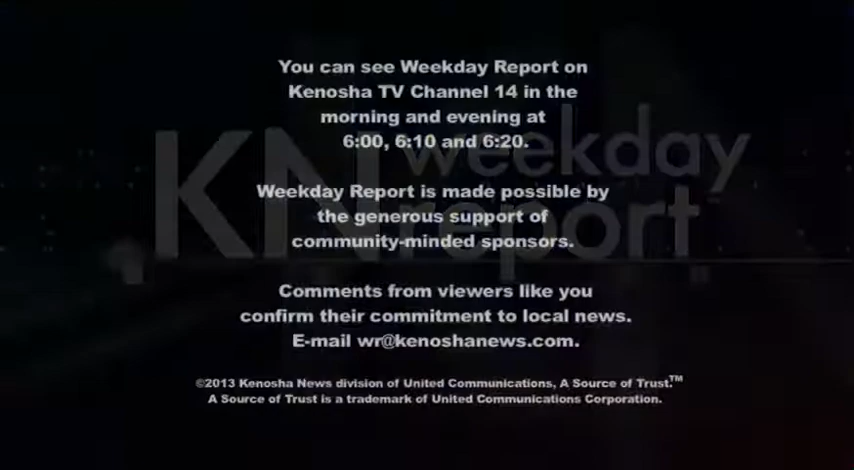 You can see Weekday Report on
Kenosha TV Channel 14 in the
morning and evening at
6:00, 6:10 and 6:20.
KN weekday
report
Weekday Report is made possible by
the generous support of
community-minded sponsors.
Comments from viewers like you
confirm their commitment to local news.
E-mail wr@kenoshanews.com.
©2013 Kenosha News division of United Communications, A Source of Trust.™
A Source of Trust is a trademark of United Communications Corporation.